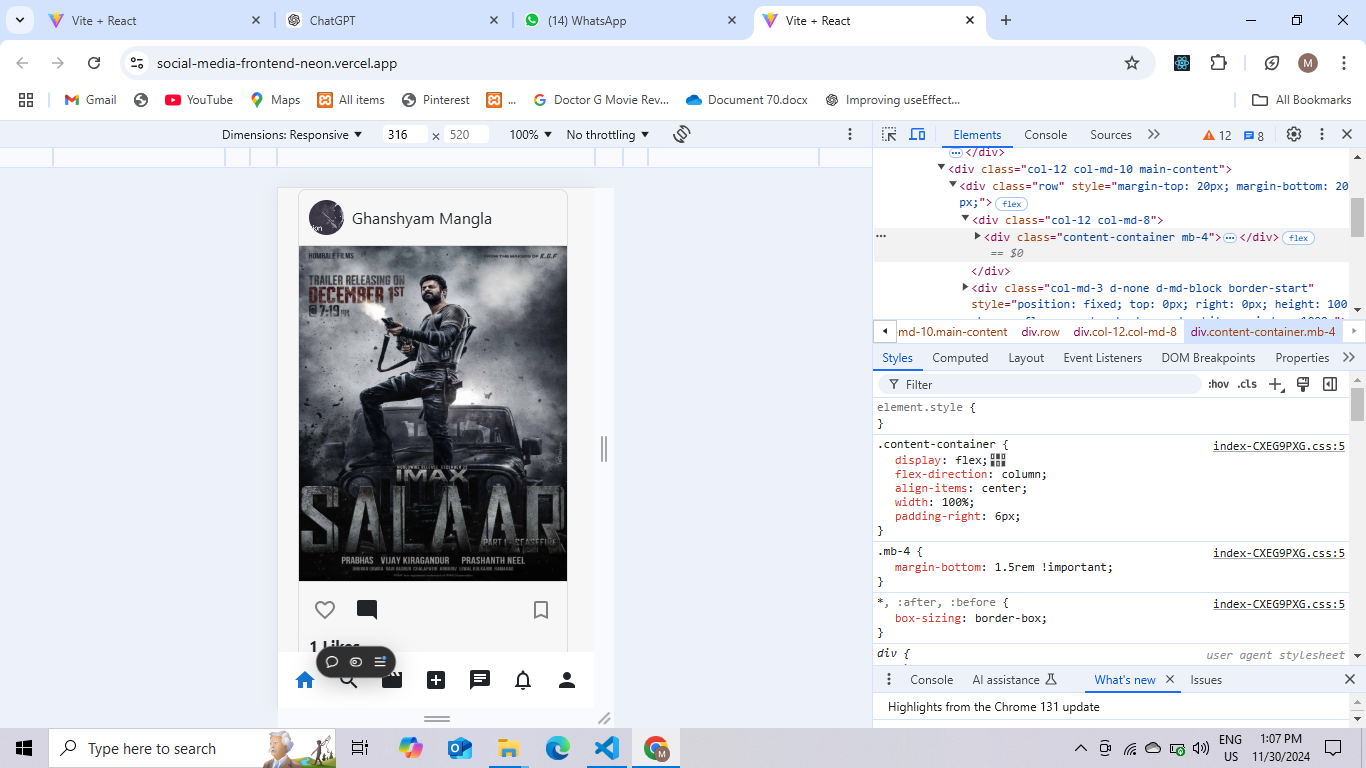 Vite + React
ChatGPT
(14) WhatsApp
Vite + React
social-media-frontend-neon.vercel.app
M
Gmail
YouTube
Maps
All items
Pinterest
...
Doctor G Movie Rev...
Document 70.docx
Improving useEffect...
All Bookmarks
Dimensions: Responsive
316
×
520
100%
No throttling
Elements
Console
Sources
12
8
</div>
<div class="col-12 col-md-10 main-content">
<div class="row" style="margin-top: 20px; margin-bottom: 20
px;"> flex
<div class="col-12 col-md-8">
<div class="content-container mb-4"> ••• </div> flex
== $0
</div>
<div class="col-md-3 d-none d-md-block border-start"
style="position: fixed; top: 0px; right: 0px; height: 100
md-10.main-content
div.row
div.col-12.col-md-8
div.content-container.mb-4
Styles
Computed
Layout
Event Listeners
DOM Breakpoints
Properties
Filter
:hov
.cls
element.style {
}
.content-container {
index-CXEG9PXG.css:5
display: flex;
flex-direction: column;
align-items: center;
width: 100%;
padding-right: 6px;
}
.mb-4 {
index-CXEG9PXG.css:5
margin-bottom: 1.5rem !important;
}
*, :after, :before {
index-CXEG9PXG.css:5
box-sizing: border-box;
}
div {
user agent stylesheet
Console
AI assistance
What's new
Issues
Highlights from the Chrome 131 update
Ghanshyam Mangla
HOMBALE FILMS
FROM THE MAKERS OF K.G.F
TRAILER RELEASING ON
DECEMBER 1ST
@ 7:19 PM
IMAX
SALAAR
PART 1 - CEASEFIRE
PRABHAS VIJAY KIRAGANDUR PRASHANTH NEEL
1 Likes
Type here to search
ENG
US
1:07 PM
11/30/2024